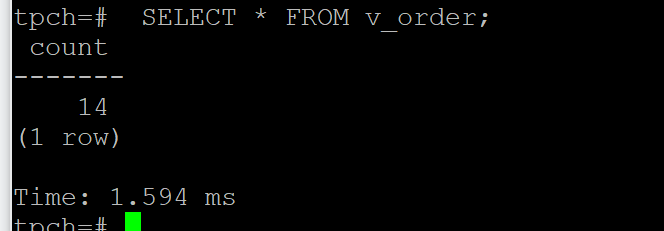 tpch=#  SELECT * FROM v_order;
 count
-------
    14
(1 row)

Time: 1.594 ms
tpch=#